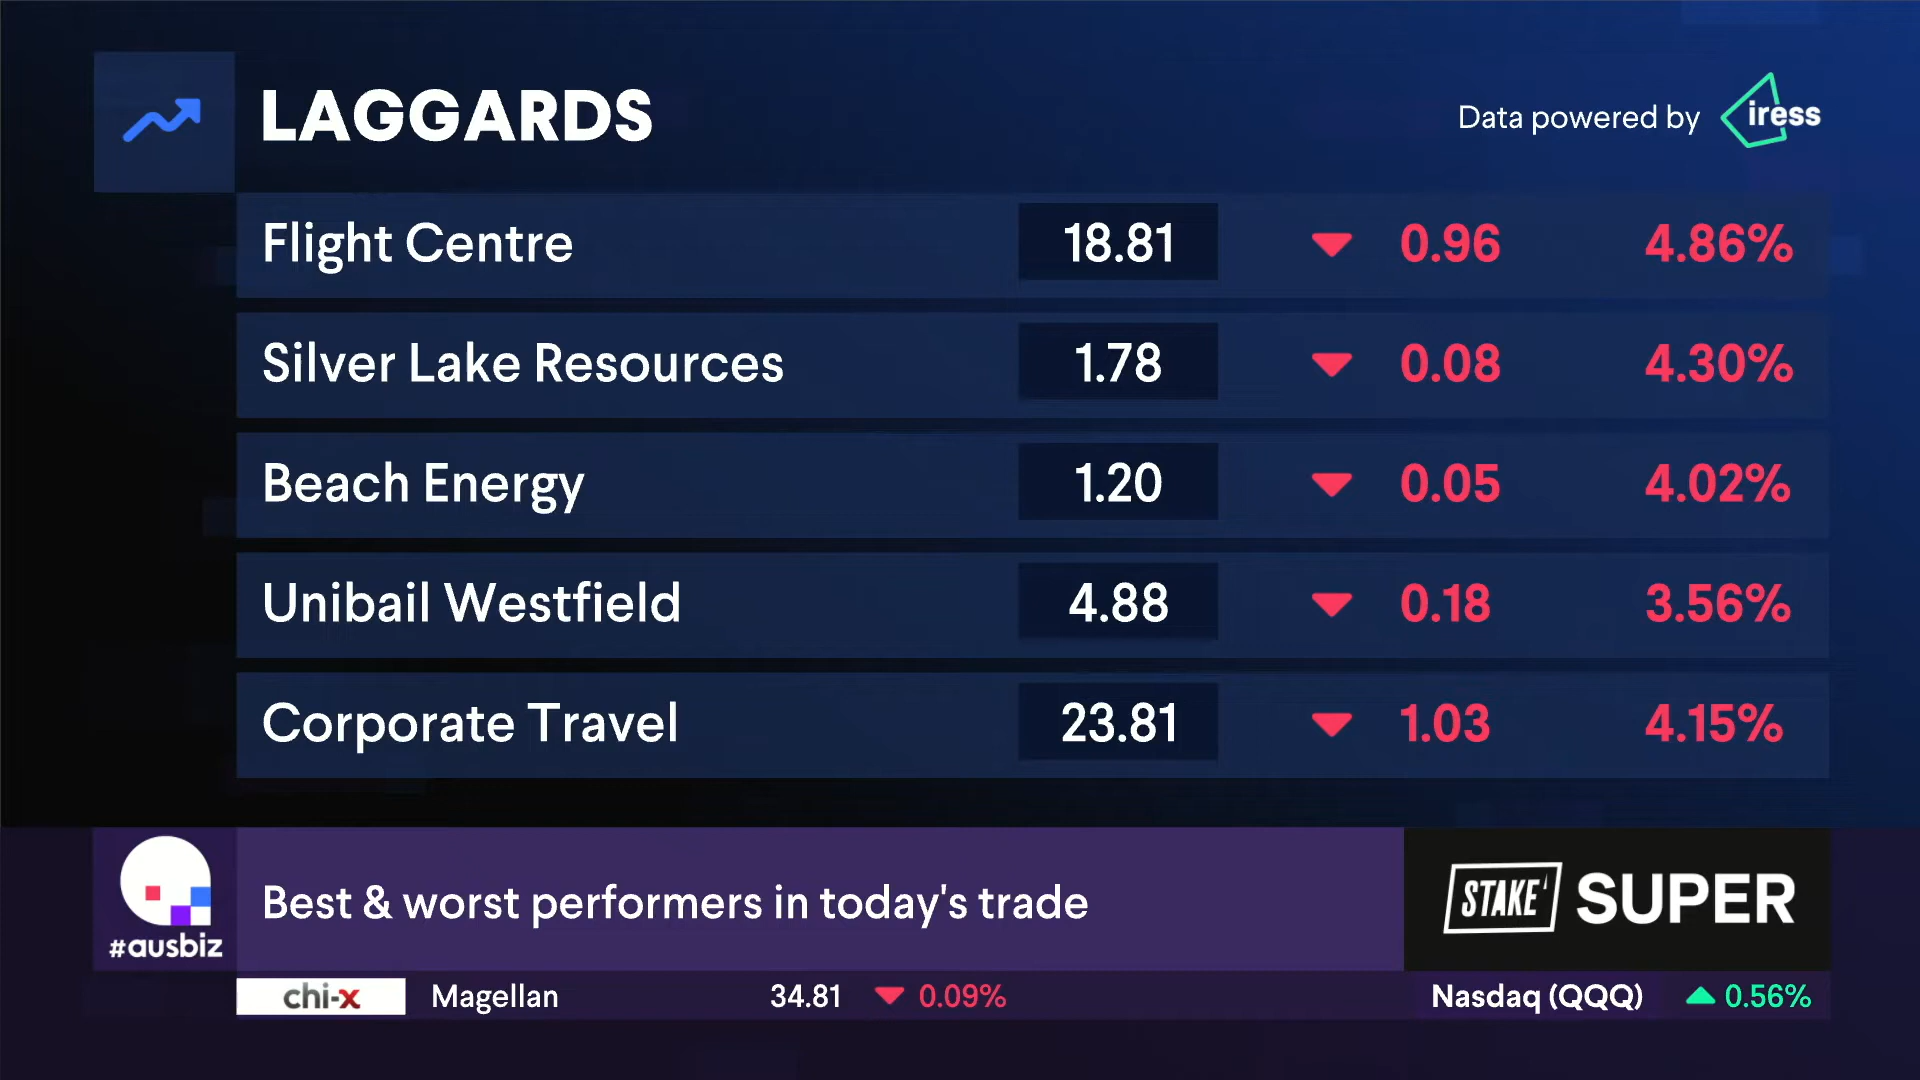 LAGGARDS
Data powered by iress
Flight Centre 18.81 ▼ 0.96 4.86%
Silver Lake Resources 1.78 ▼ 0.08 4.30%
Beach Energy 1.20 ▼ 0.05 4.02%
Unibail Westfield 4.88 ▼ 0.18 3.56%
Corporate Travel 23.81 ▼ 1.03 4.15%
#ausbiz
Best & worst performers in today's trade
STAKE SUPER
chi-x Magellan 34.81 ▼ 0.09% Nasdaq (QQQ) ▲ 0.56%